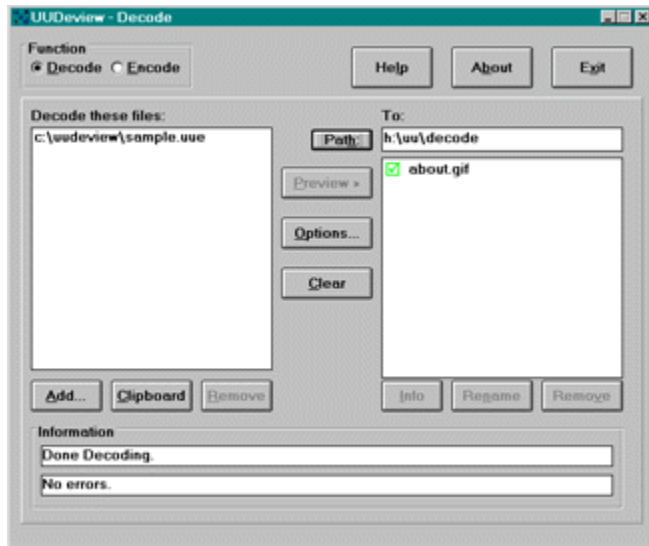 UUDeview - Decode
Function
Decode Encode
Help About Exit
Decode these files: To:
c:\uudeview\sample.uue Path: h:\uu\decode
about.gif
Preview »
Options...
Clear
Add... Clipboard Remove Info Rename Remove
Information
Done Decoding.
No errors.